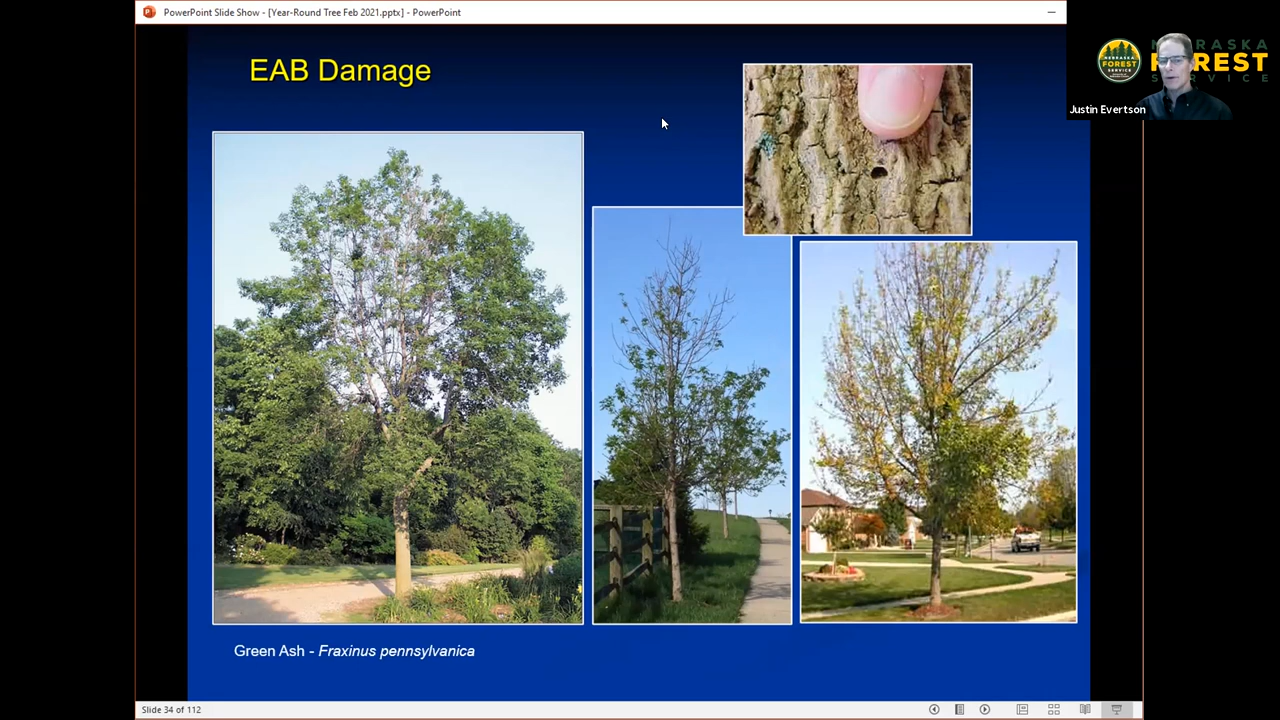 PowerPoint Slide Show - [Year-Round Tree Feb 2021.pptx] - PowerPoint
EAB Damage
NEBRASKA
FOREST
SERVICE
Justin Evertson
Green Ash - Fraxinus pennsylvanica
Slide 34 of 112